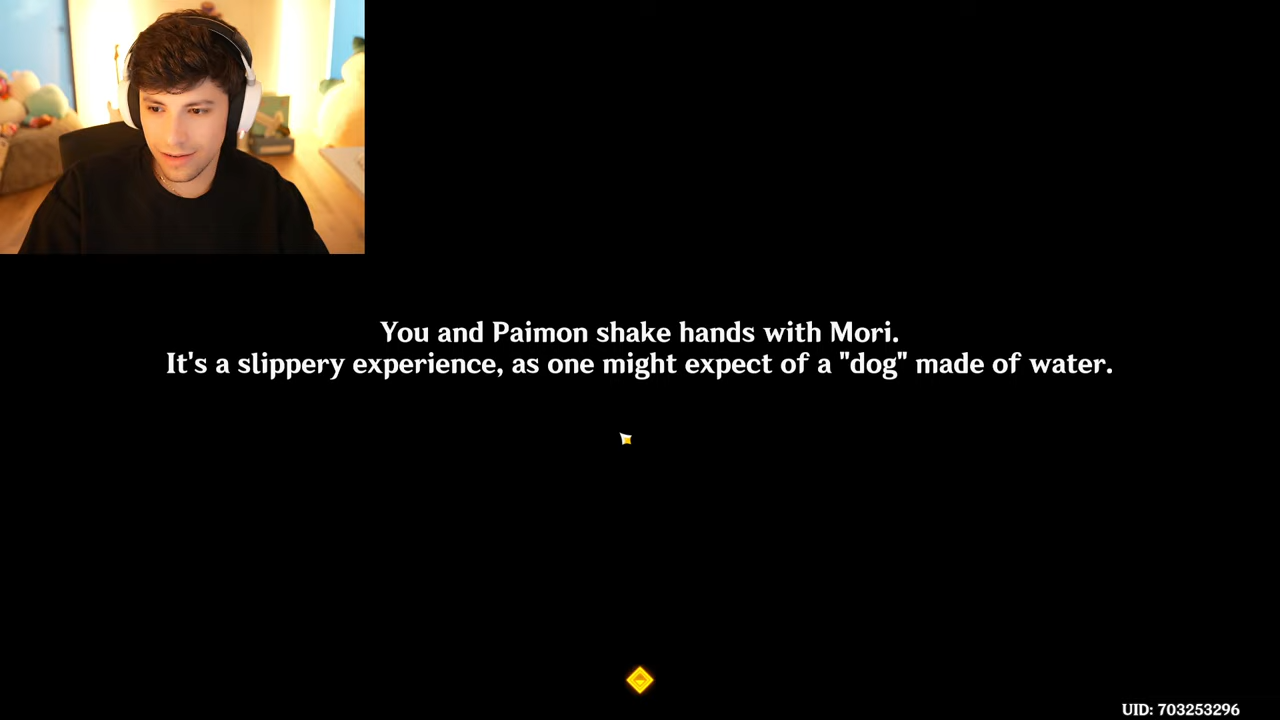 You and Paimon shake hands with Mori.
It's a slippery experience, as one might expect of a "dog" made of water.
UID: 703253296